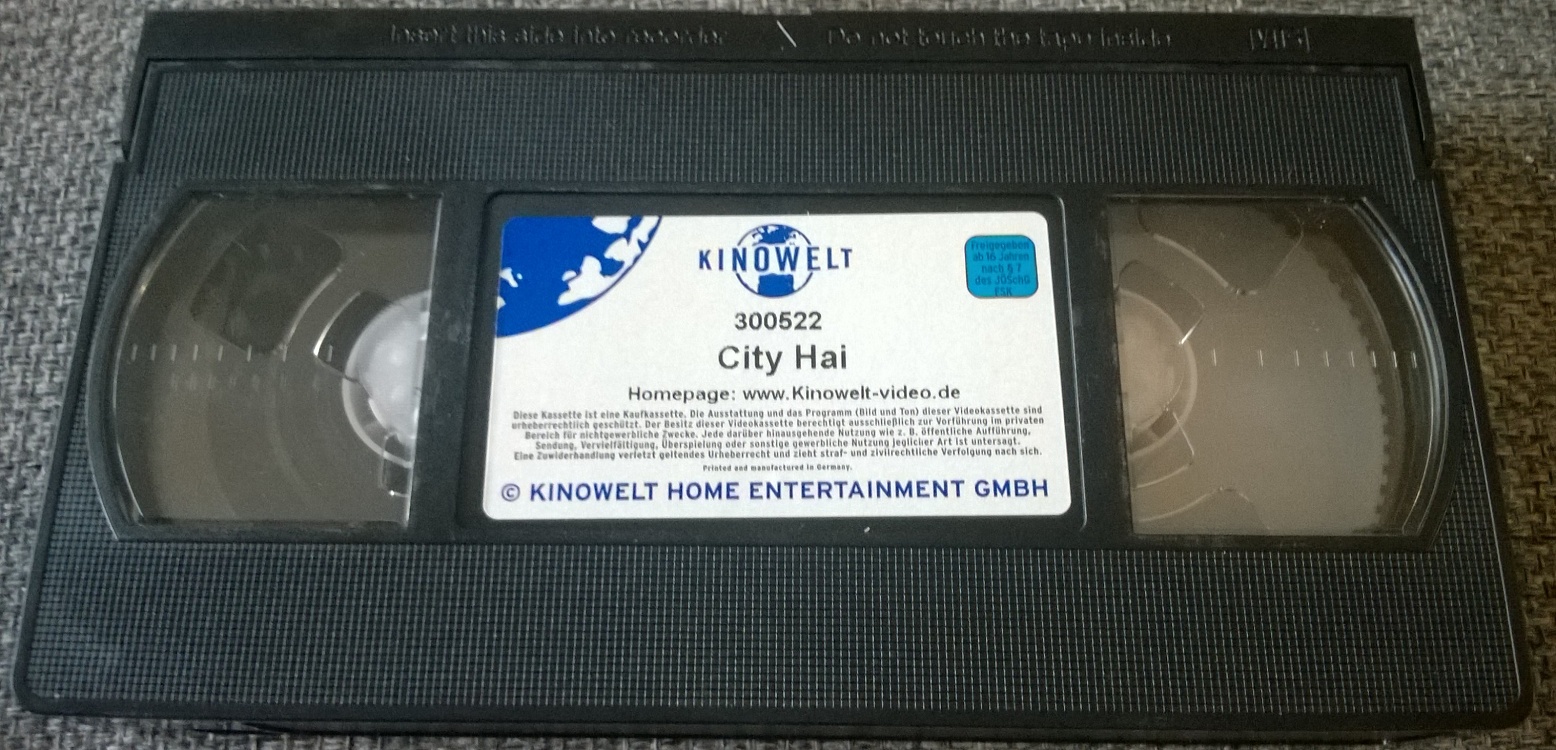 Insert this side into recorder
Do not touch the tape inside
VHS
KINOWELT
Freigegeben
ab 16 Jahren
nach § 7
des JÖSchG
FSK
300522
City Hai
Homepage: www.Kinowelt-video.de
Diese Kassette ist eine Kaufkassette. Die Ausstattung und das Programm (Bild und Ton) dieser Videokassette sind
urheberrechtlich geschützt. Der Besitz dieser Videokassette berechtigt ausschließlich zur Vorführung im privaten
Bereich für nichtgewerbliche Zwecke. Jede darüber hinausgehende Nutzung wie z. B. öffentliche Aufführung,
Sendung, Vervielfältigung, Überspielung oder sonstige gewerbliche Nutzung jeglicher Art ist untersagt.
Eine Zuwiderhandlung verletzt geltendes Urheberrecht und zieht straf- und zivilrechtliche Verfolgung nach sich.
Printed and manufactured in Germany.
© KINOWELT HOME ENTERTAINMENT GMBH